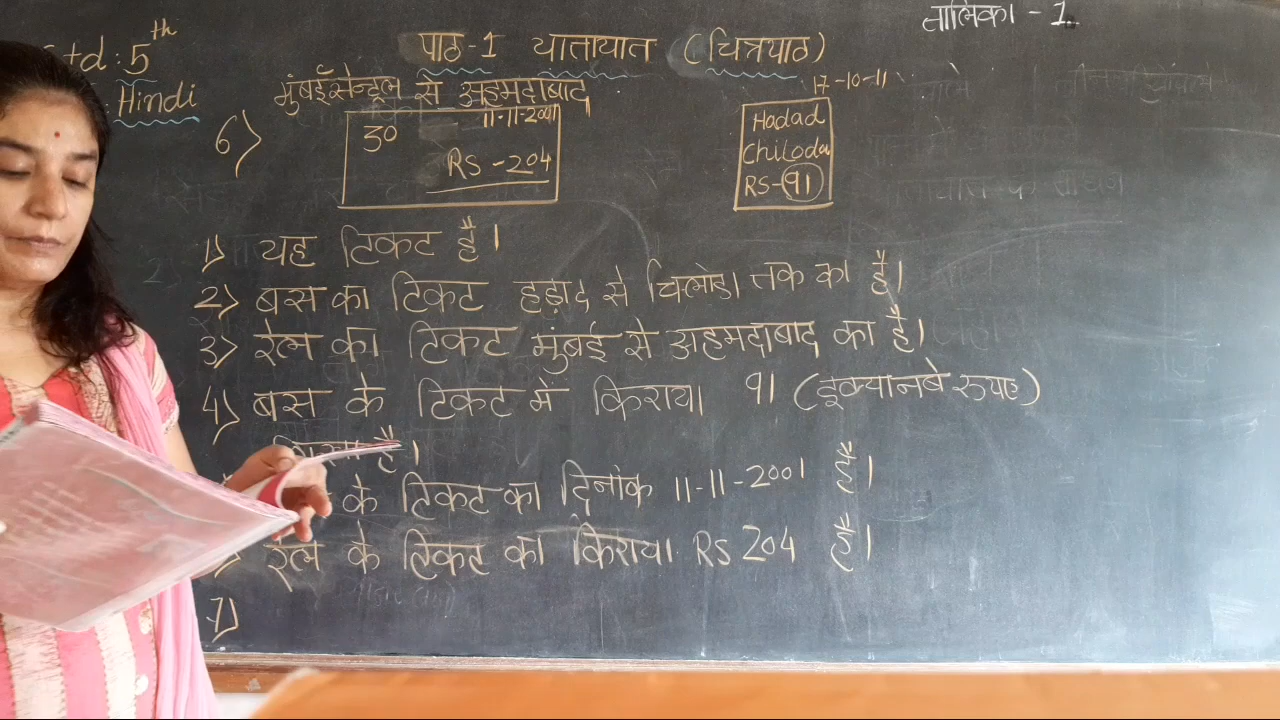 तालिका - 1
td : 5th
पाठ-1 यातायात (चित्रपाठ)
Hindi
मुंबईसेन्ट्रल से अहमदाबाद
17-10-11
6)
30
11-11-2001
RS - 204
Hadad
Chiloda
RS-91
1) यह टिकट है।
2) बस का टिकट हड़ाद से चिलोडा तक का है।
3) रेल का टिकट मुंबई से अहमदाबाद का है।
4) बस के टिकट में किराया 91 (इक्यानबे रुपए)
है।
के टिकट का दिनांक 11-11-2001 है।
रेल के टिकट का किराया RS 204 है।
7)